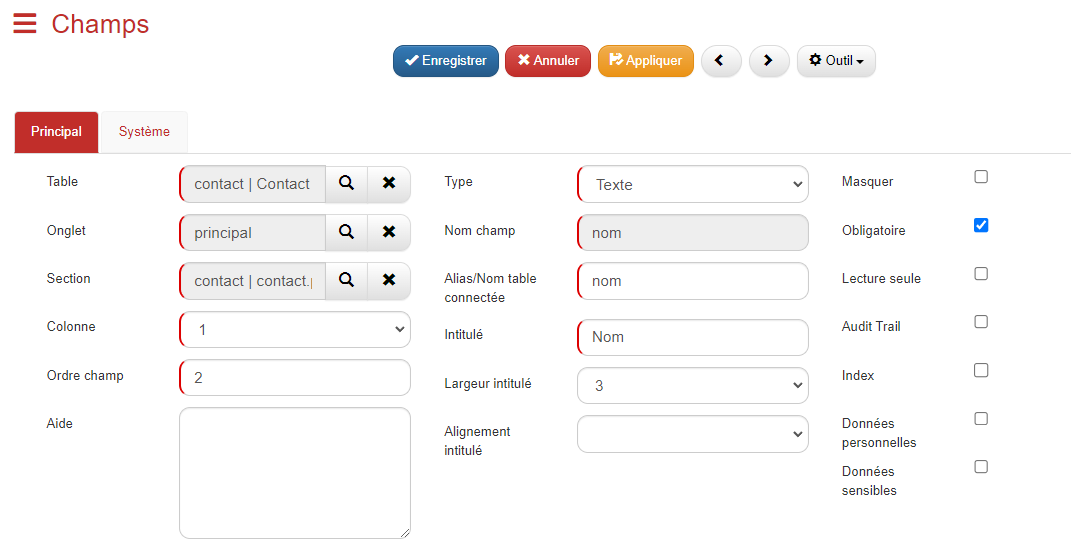 Champs
Enregistrer
Annuler
Appliquer
Outil
Principal
Système
Table
contact | Contact
Type
Texte
Masquer
Onglet
principal
Nom champ
nom
Obligatoire
Section
contact | contact.
Alias/Nom table
connectée
nom
Lecture seule
Colonne
1
Intitulé
Nom
Audit Trail
Ordre champ
2
Largeur intitulé
3
Index
Aide
Alignement
intitulé
Données
personnelles
Données
sensibles